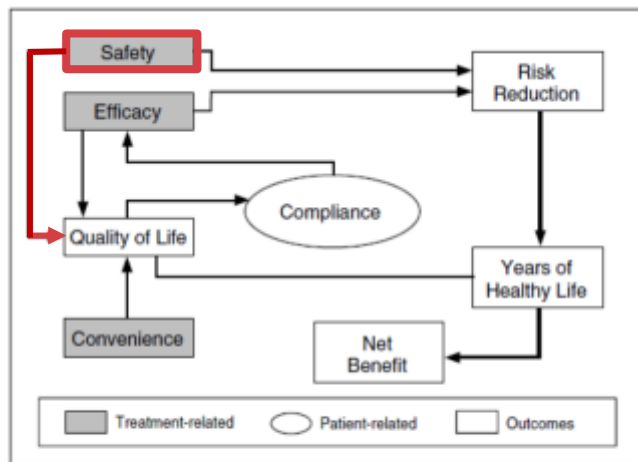 Safety
Risk
Reduction
Efficacy
Compliance
Quality of Life
Years of
Healthy Life
Convenience
Net
Benefit
Treatment-related
Patient-related
Outcomes